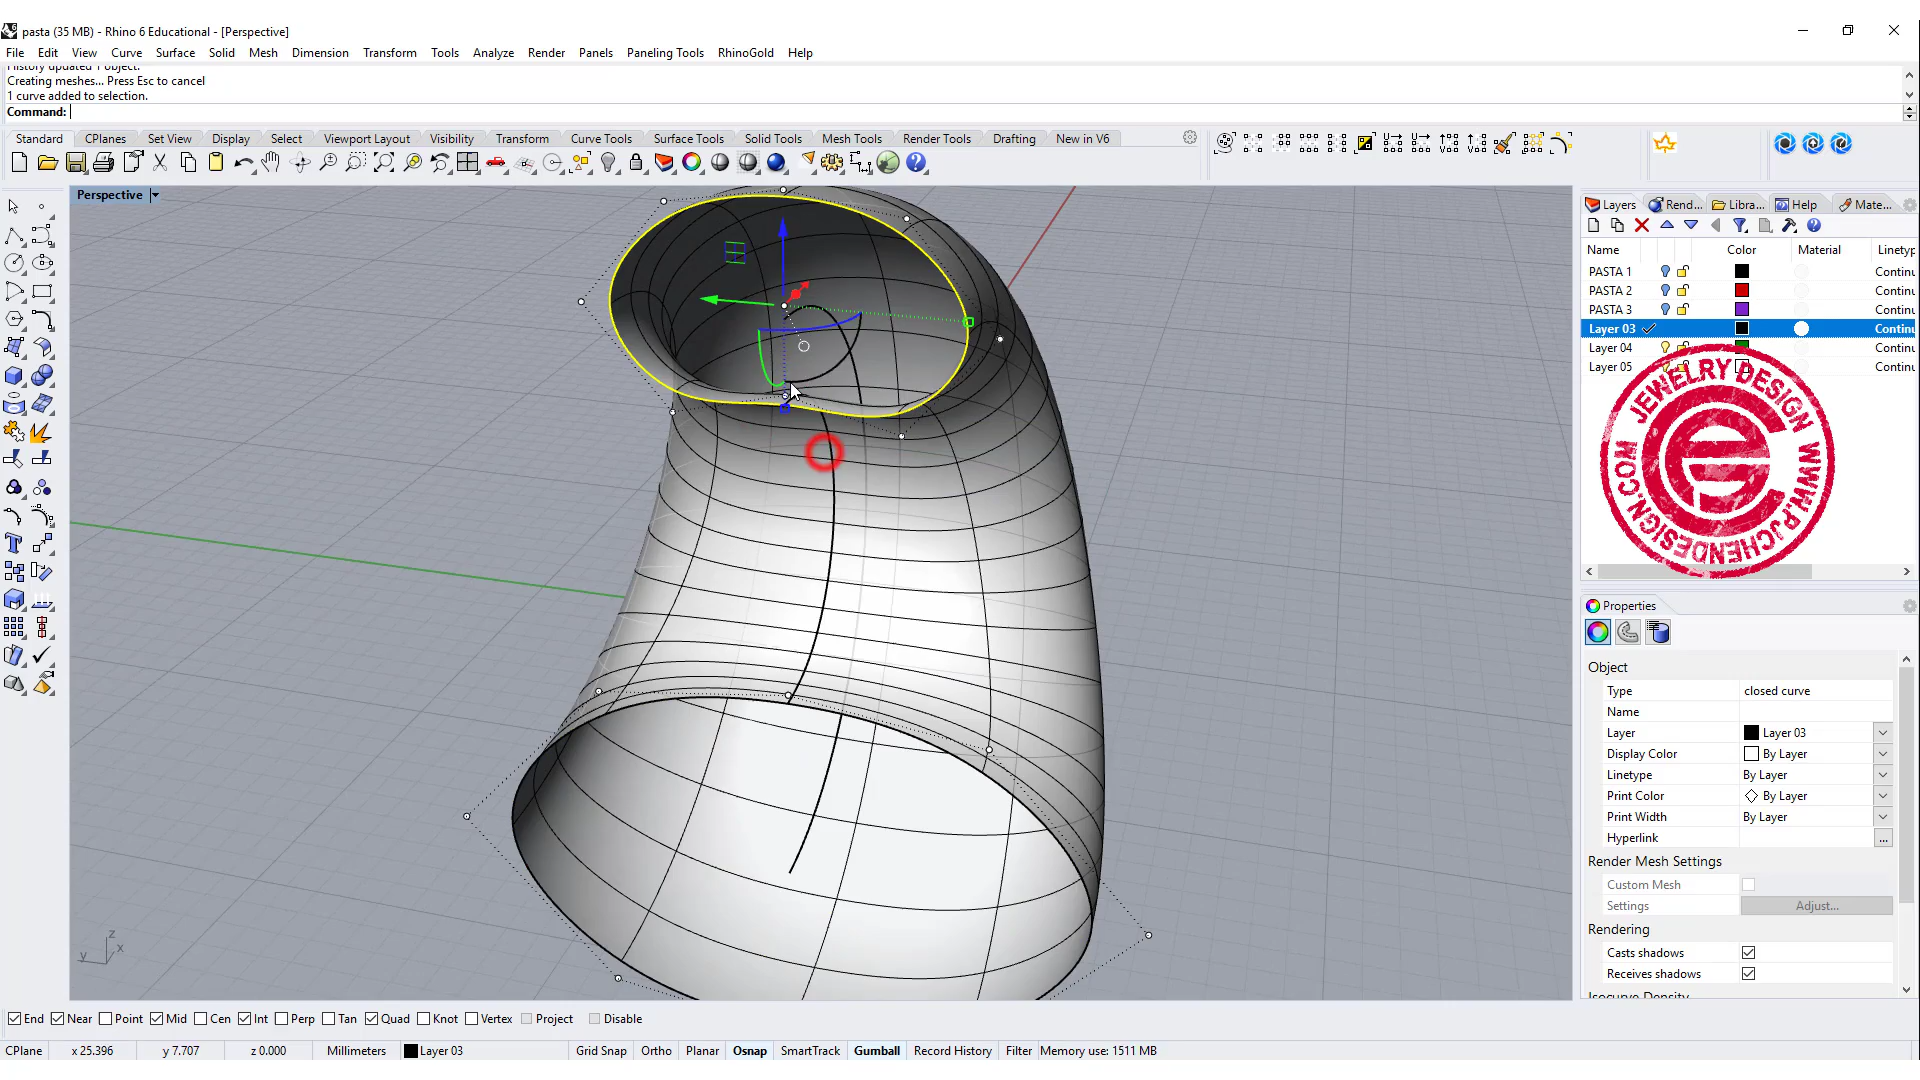 pasta (35 MB) - Rhino 6 Educational - [Perspective]
File Edit View Curve Surface Solid Mesh Dimension Transform Tools Analyze Render Panels Paneling Tools RhinoGold Help
History updated 1 object.
Creating meshes... Press Esc to cancel
1 curve added to selection.
Command:
Standard CPlanes Set View Display Select Viewport Layout Visibility Transform Curve Tools Surface Tools Solid Tools Mesh Tools Render Tools Drafting New in V6
Perspective
Layers Rend... Libra... Help Mate...
Name Color Material Linetyp
PASTA 1 Continu
PASTA 2 Continu
PASTA 3 Continu
Layer 03 Continu
Layer 04 Continu
Layer 05 Continu
JEWELRY DESIGN
WWW.PJCHENDESIGN.COM
Properties
Object
Type closed curve
Name
Layer Layer 03
Display Color By Layer
Linetype By Layer
Print Color By Layer
Print Width By Layer
Hyperlink ...
Render Mesh Settings
Custom Mesh
Settings Adjust...
Rendering
Casts shadows
Receives shadows
Isocurve Density
z
y x
End Near Point Mid Cen Int Perp Tan Quad Knot Vertex Project Disable
CPlane x 25.396 y 7.707 z 0.000 Millimeters Layer 03 Grid Snap Ortho Planar Osnap SmartTrack Gumball Record History Filter Memory use: 1511 MB